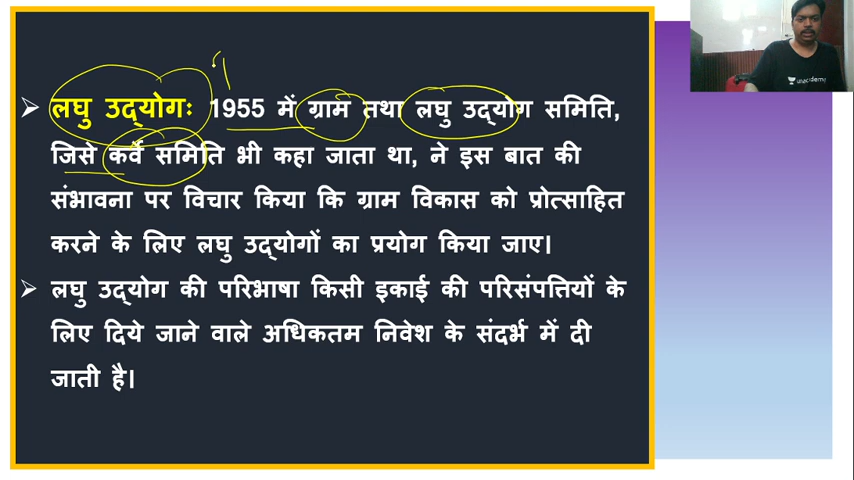 लघु उद्योगः 1955 में ग्राम तथा लघु उद्योग समिति,
जिसे कर्वे समिति भी कहा जाता था, ने इस बात की
संभावना पर विचार किया कि ग्राम विकास को प्रोत्साहित
करने के लिए लघु उद्योगों का प्रयोग किया जाए।
लघु उद्योग की परिभाषा किसी इकाई की परिसंपत्तियों के
लिए दिये जाने वाले अधिकतम निवेश के संदर्भ में दी
जाती है।
unacademy